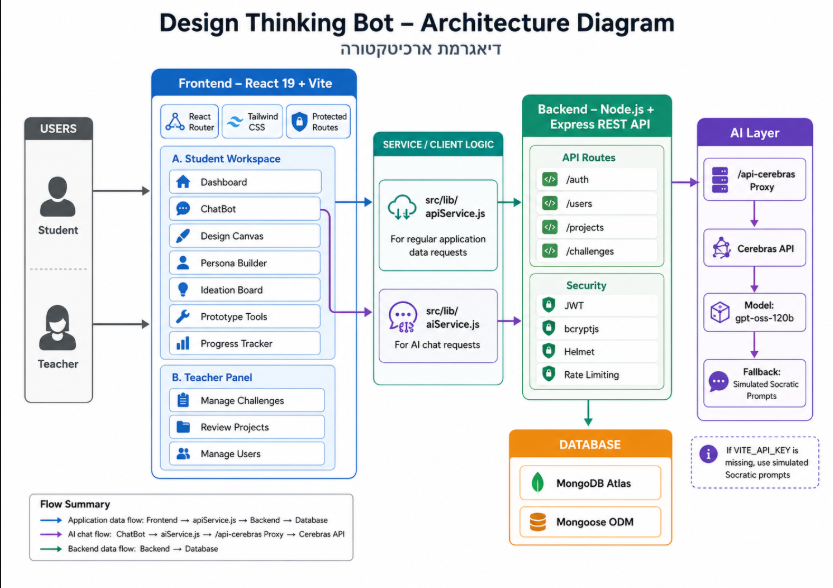 Design Thinking Bot – Architecture Diagram
דיאגרמת ארכיטקטורה
USERS
Student
Teacher
Frontend – React 19 + Vite
React
Router
Tailwind
CSS
Protected
Routes
A. Student Workspace
Dashboard
ChatBot
Design Canvas
Persona Builder
Ideation Board
Prototype Tools
Progress Tracker
B. Teacher Panel
Manage Challenges
Review Projects
Manage Users
SERVICE / CLIENT LOGIC
src/lib/
apiService.js
For regular application
data requests
src/lib/
aiService.js
For AI chat requests
Backend – Node.js +
Express REST API
API Routes
/auth
/users
/projects
/challenges
Security
JWT
bcryptjs
Helmet
Rate Limiting
DATABASE
MongoDB Atlas
Mongoose ODM
AI Layer
/api-cerebras
Proxy
Cerebras API
Model:
gpt-oss-120b
Fallback:
Simulated Socratic
Prompts
If VITE_API_KEY is
missing, use simulated
Socratic prompts
Flow Summary
Application data flow: Frontend → apiService.js → Backend → Database
AI chat flow: ChatBot → aiService.js → /api-cerebras Proxy → Cerebras API
Backend data flow: Backend → Database